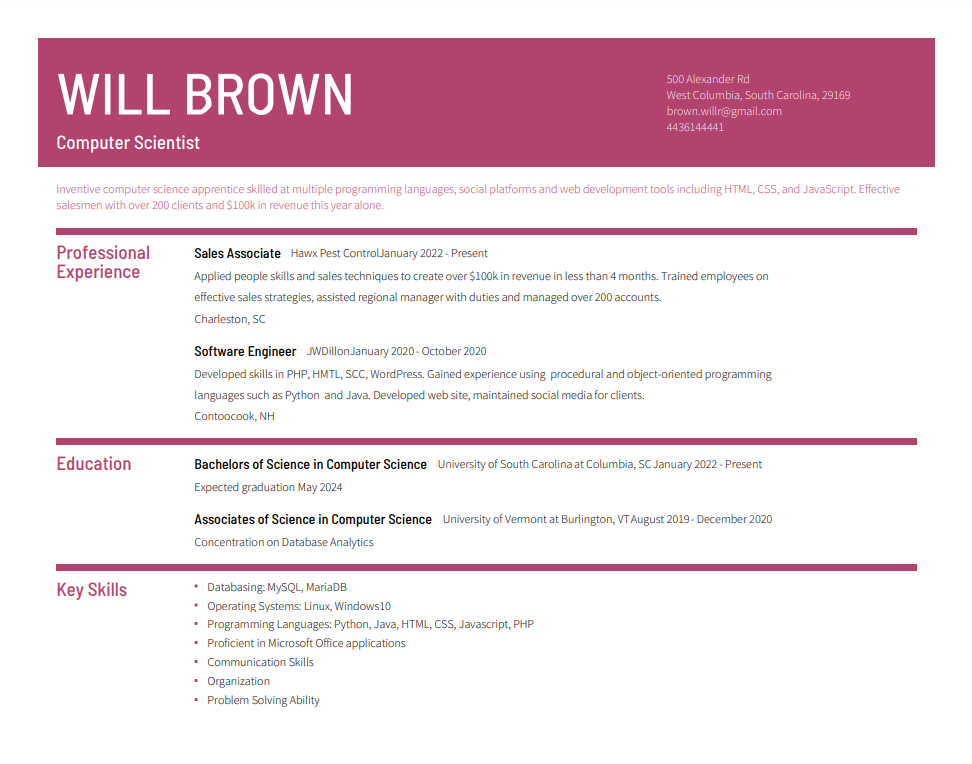 WILL BROWN
Computer Scientist
500 Alexander Rd
West Columbia, South Carolina, 29169
brown.willr@gmail.com
4436144441
Inventive computer science apprentice skilled at multiple programming languages, social platforms and web development tools including HTML, CSS, and JavaScript. Effective
salesmen with over 200 clients and $100k in revenue this year alone.
Professional
Experience
Sales Associate Hawx Pest ControlJanuary 2022 - Present
Applied people skills and sales techniques to create over $100k in revenue in less than 4 months. Trained employees on
effective sales strategies, assisted regional manager with duties and managed over 200 accounts.
Charleston, SC
Software Engineer JWDillonJanuary 2020 - October 2020
Developed skills in PHP, HMTL, SCC, WordPress. Gained experience using procedural and object-oriented programming
languages such as Python and Java. Developed web site, maintained social media for clients.
Contoocook, NH
Education
Bachelors of Science in Computer Science University of South Carolina at Columbia, SC January 2022 - Present
Expected graduation May 2024
Associates of Science in Computer Science University of Vermont at Burlington, VT August 2019 - December 2020
Concentration on Database Analytics
Key Skills
• Databasing: MySQL, MariaDB
• Operating Systems: Linux, Windows10
• Programming Languages: Python, Java, HTML, CSS, Javascript, PHP
• Proficient in Microsoft Office applications
• Communication Skills
• Organization
• Problem Solving Ability